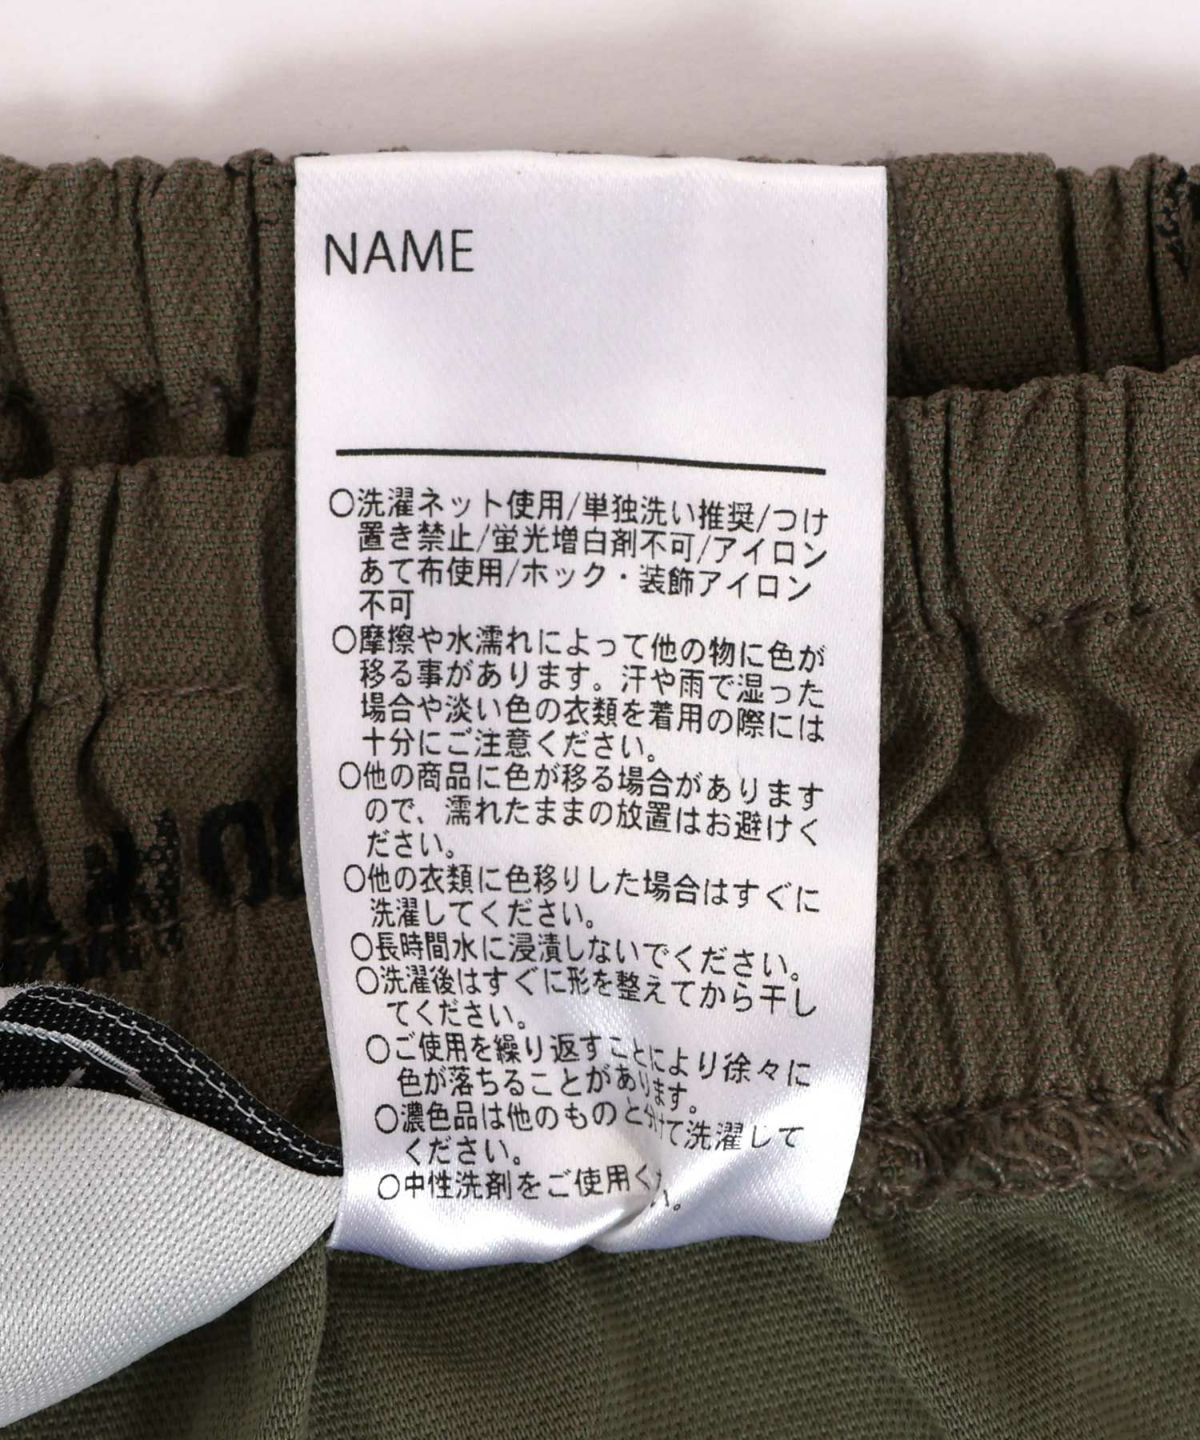 NAME
○洗濯ネット使用/単独洗い推奨/つけ
置き禁止/蛍光増白剤不可/アイロン
あて布使用/ホック・装飾アイロン
不可
○摩擦や水濡れによって他の物に色が
移る事があります。汗や雨で湿った
場合や淡い色の衣類を着用の際には
十分にご注意ください。
○他の商品に色が移る場合があります
ので、濡れたままの放置はお避けく
ださい。
○他の衣類に色移りした場合はすぐに
洗濯してください。
○長時間水に浸漬しないでください。
○洗濯後はすぐに形を整えてから干し
てください。
○ご使用を繰り返すことにより徐々に
色が落ちることがあります。
○濃色品は他のものと分けて洗濯して
ください。
○中性洗剤をご使用く